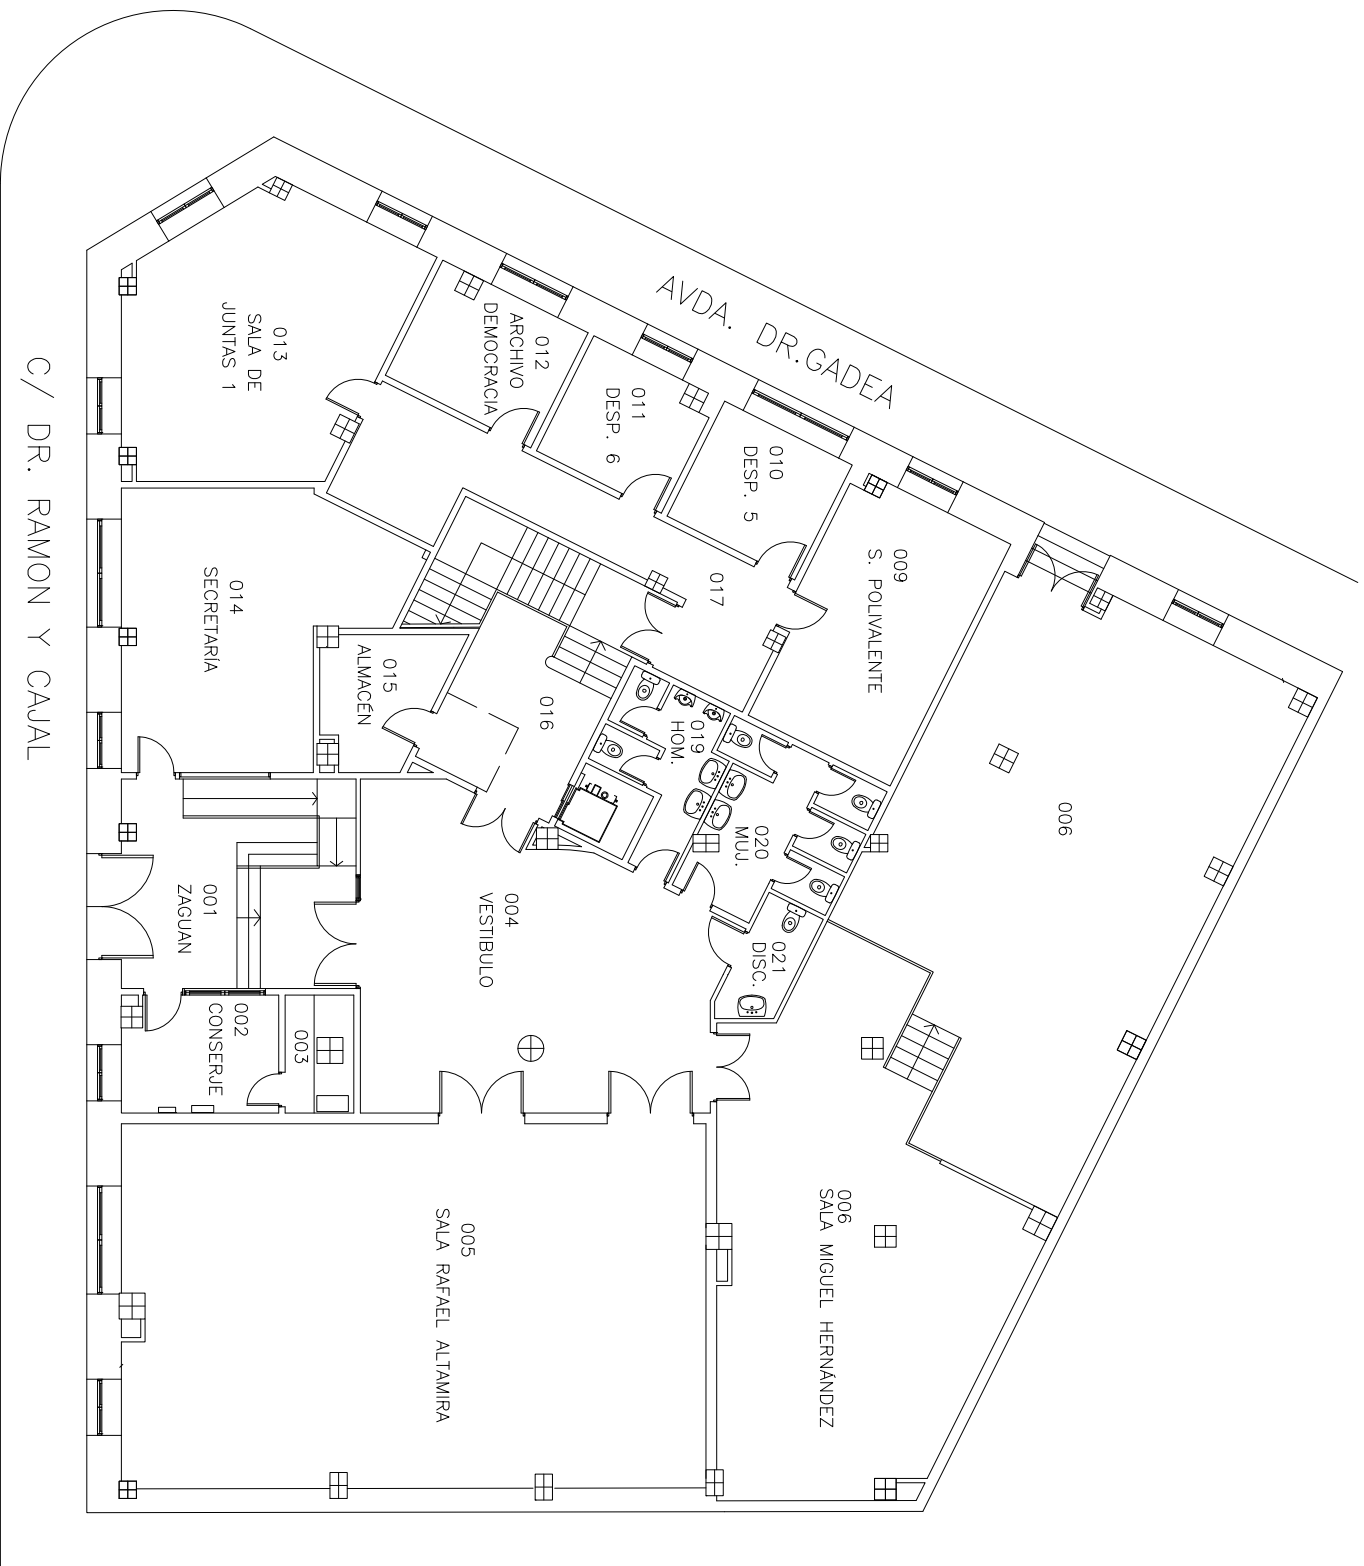 AVDA. DR.GADEA
C/ DR. RAMON Y CAJAL
013
SALA DE
JUNTAS 1
012
ARCHIVO
DEMOCRACIA
011
DESP. 6
010
DESP. 5
009
S. POLIVALENTE
006
017
014
SECRETARÍA
015
ALMACÉN
016
019
HOM.
020
MUJ.
021
DISC.
001
ZAGUAN
004
VESTIBULO
002
CONSERJE
003
005
SALA RAFAEL ALTAMIRA
006
SALA MIGUEL HERNÁNDEZ